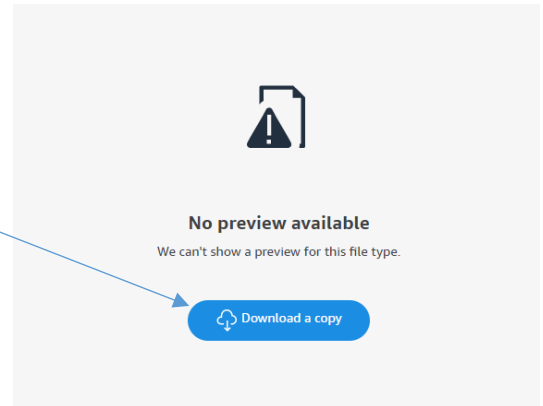 No preview available
We can't show a preview for this file type.
Download a copy